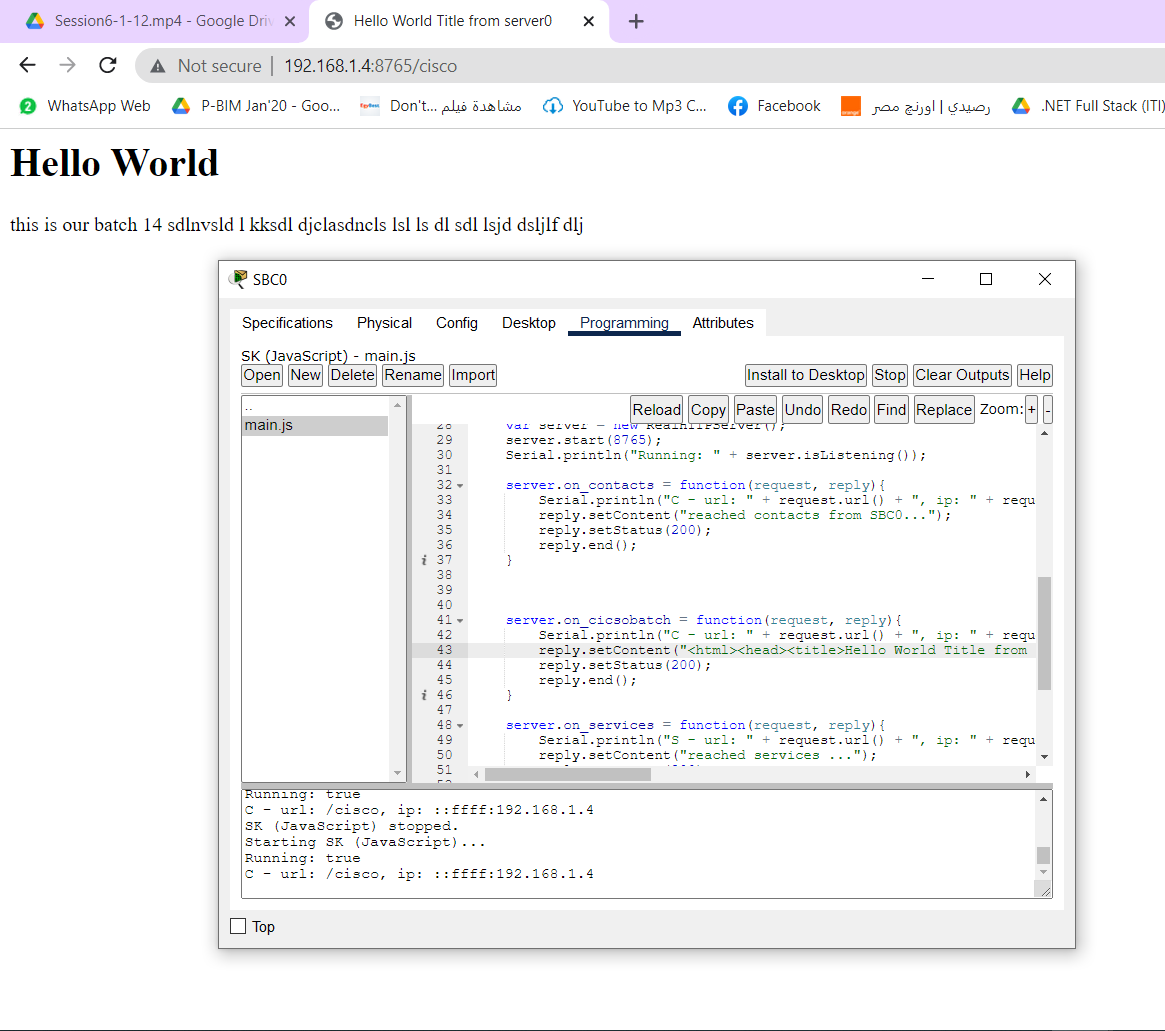 Session6-1-12.mp4 - Google Driv
Hello World Title from server0
Not secure | 192.168.1.4:8765/cisco
2 WhatsApp Web P-BIM Jan'20 - Goo... EgyBest مشاهدة فيلم Don't... YouTube to Mp3 C... Facebook orange رصيدي | اورنچ مصر .NET Full Stack (ITI)
Hello World
this is our batch 14 sdlnvsld l kksdl djclasdncls lsl ls dl sdl lsjd dsljlf dlj
SBC0
Specifications Physical Config Desktop Programming Attributes
SK (JavaScript) - main.js
Open New Delete Rename Import Install to Desktop Stop Clear Outputs Help
Reload Copy Paste Undo Redo Find Replace Zoom: + -
..
main.js
28 var server = new RealHTTPServer();
29 server.start(8765);
30 Serial.println("Running: " + server.isListening());
31
32 server.on_contacts = function(request, reply){
33 Serial.println("C - url: " + request.url() + ", ip: " + requ
34 reply.setContent("reached contacts from SBC0...");
35 reply.setStatus(200);
36 reply.end();
i 37 }
38
39
40
41 server.on_cicsobatch = function(request, reply){
42 Serial.println("C - url: " + request.url() + ", ip: " + requ
43 reply.setContent("<html><head><title>Hello World Title from
44 reply.setStatus(200);
45 reply.end();
i 46 }
47
48 server.on_services = function(request, reply){
49 Serial.println("S - url: " + request.url() + ", ip: " + requ
50 reply.setContent("reached services ...");
51
Running: true
C - url: /cisco, ip: ::ffff:192.168.1.4
SK (JavaScript) stopped.
Starting SK (JavaScript)...
Running: true
C - url: /cisco, ip: ::ffff:192.168.1.4
Top